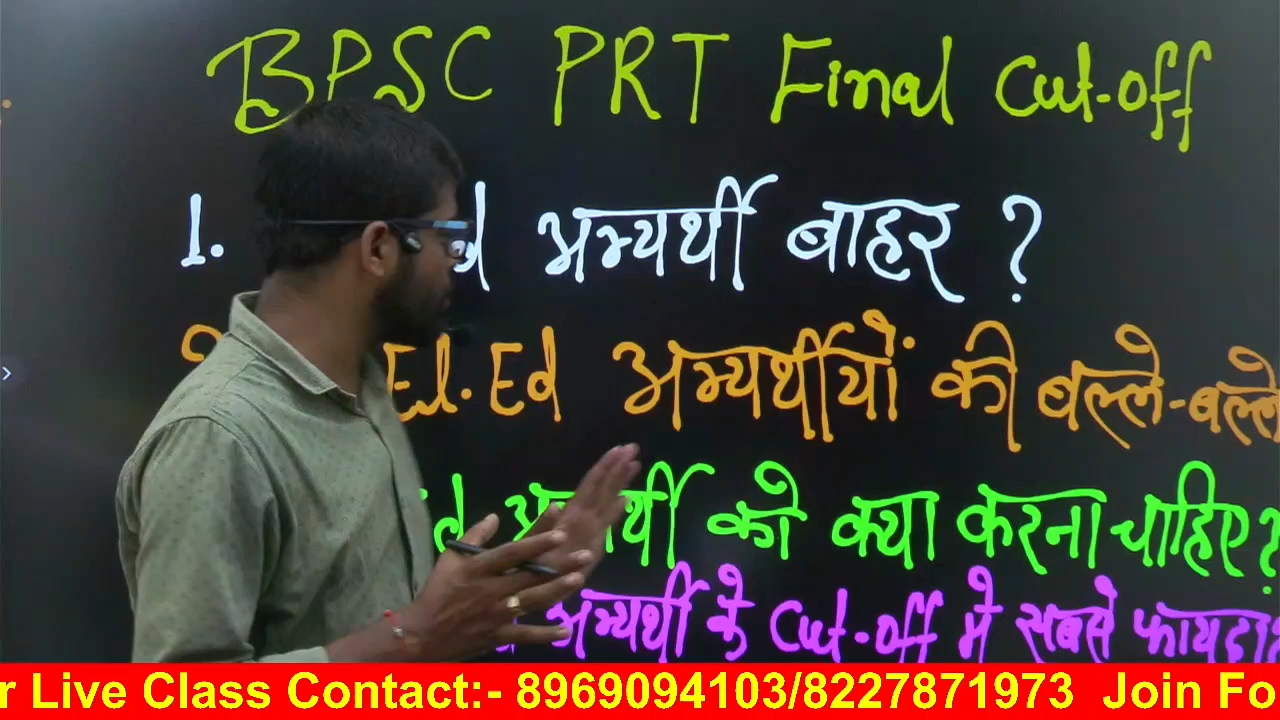 BPSC PRT Final Cut-off
1. अभ्यर्थी बाहर ?
El.Ed अभ्यर्थीयों की बल्ले-बल्ले
अभ्यर्थी को क्या करना चाहिए?
अभ्यर्थी के Cut-off में सबसे फायदा
r Live Class Contact:- 8969094103/8227871973 Join Fo